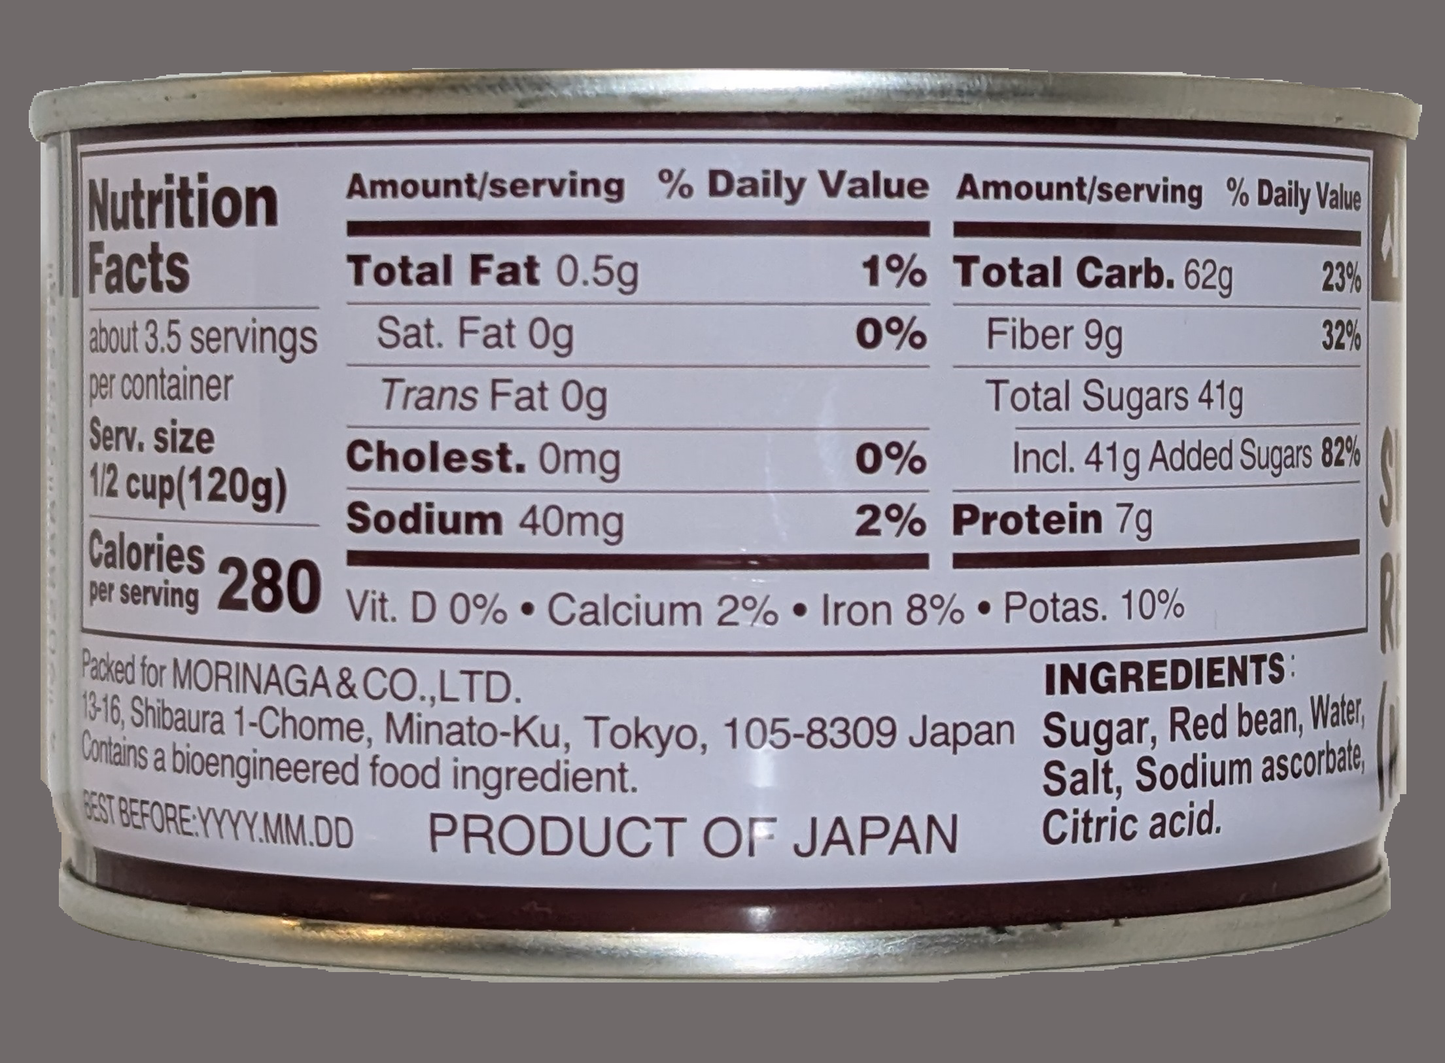 Nutrition
Facts
about 3.5 servings
per container
Serv. size
1/2 cup(120g)
Calories
per serving 280
Amount/serving % Daily Value
Total Fat 0.5g 1%
Sat. Fat 0g 0%
Trans Fat 0g
Cholest. 0mg 0%
Sodium 40mg 2%
Amount/serving % Daily Value
Total Carb. 62g 23%
Fiber 9g 32%
Total Sugars 41g
Incl. 41g Added Sugars 82%
Protein 7g
Vit. D 0% • Calcium 2% • Iron 8% • Potas. 10%
Packed for MORINAGA & CO.,LTD.
13-16, Shibaura 1-Chome, Minato-Ku, Tokyo, 105-8309 Japan
Contains a bioengineered food ingredient.
BEST BEFORE:YYYY.MM.DD
PRODUCT OF JAPAN
INGREDIENTS:
Sugar, Red bean, Water,
Salt, Sodium ascorbate,
Citric acid.